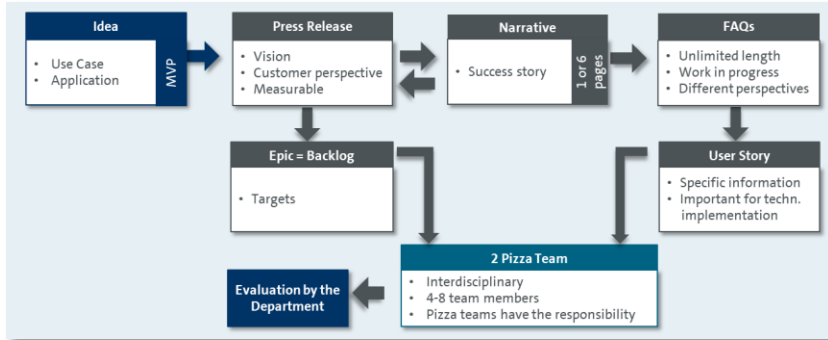 Idea
• Use Case
• Application
MVP
Press Release
• Vision
• Customer perspective
• Measurable
Narrative
• Success story
1 or 6
pages
FAQs
• Unlimited length
• Work in progress
• Different perspectives
Epic = Backlog
• Targets
User Story
• Specific information
• Important for techn.
implementation
2 Pizza Team
• Interdisciplinary
• 4-8 team members
• Pizza teams have the responsibility
Evaluation by the
Department